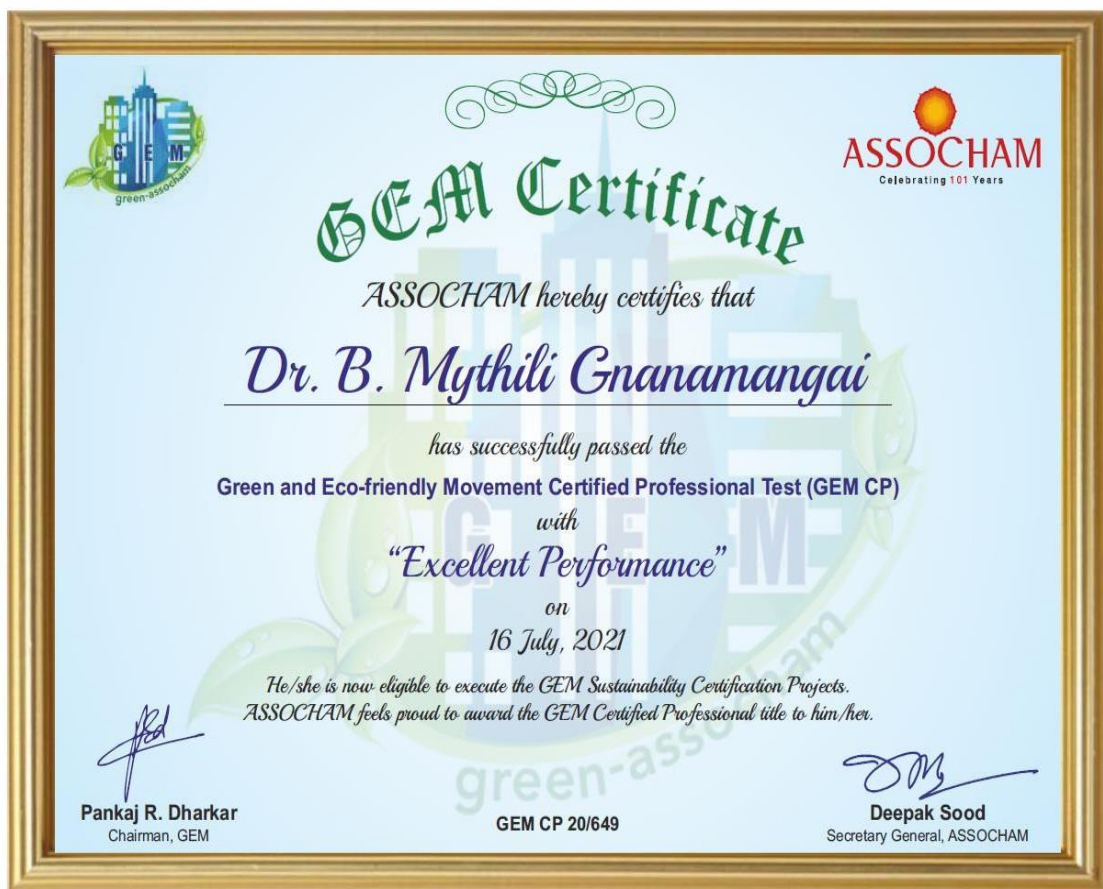 G E M
green-assocham
ASSOCHAM
Celebrating 101 Years
GEM Certificate
ASSOCHAM hereby certifies that
Dr. B. Mythili Gnanamangai
has successfully passed the
Green and Eco-friendly Movement Certified Professional Test (GEM CP)
with
“Excellent Performance”
on
16 July, 2021
He/she is now eligible to execute the GEM Sustainability Certification Projects.
ASSOCHAM feels proud to award the GEM Certified Professional title to him/her.
G E M
green-assocham
Pankaj R. Dharkar
Chairman, GEM
GEM CP 20/649
Deepak Sood
Secretary General, ASSOCHAM